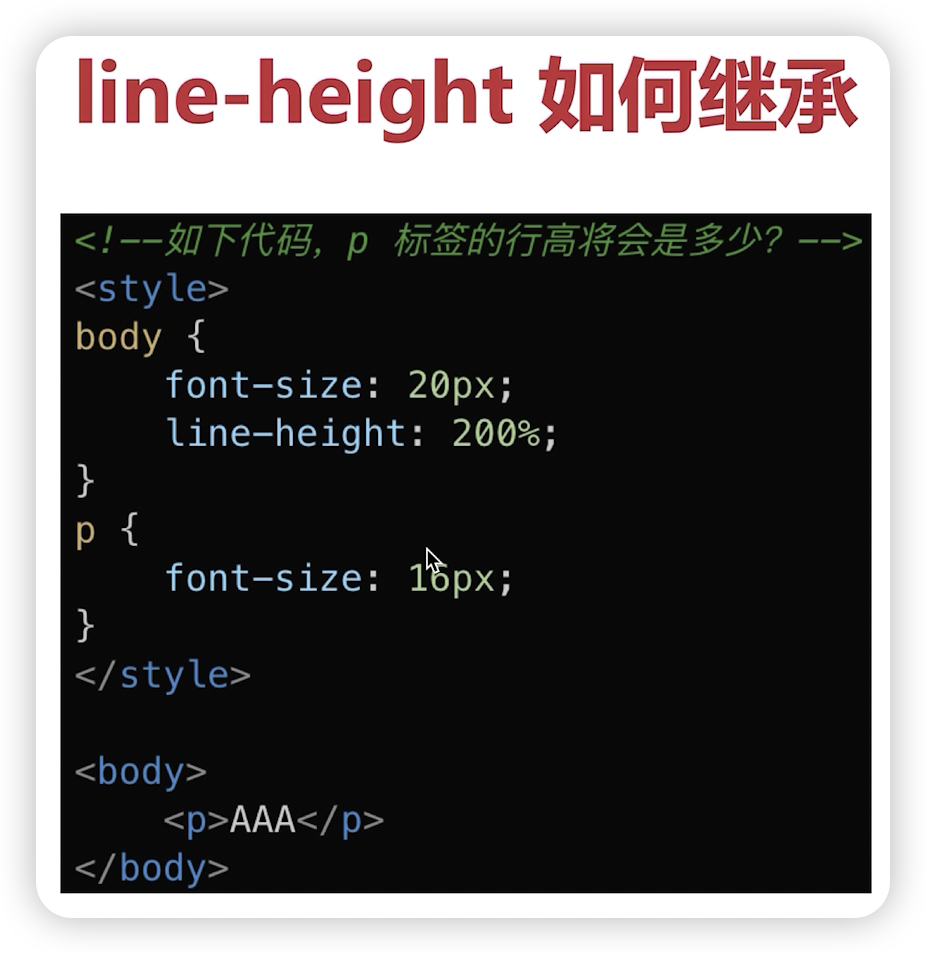 line-height 如何继承
<!--如下代码，p 标签的行高将会是多少？-->
<style>
body {
    font-size: 20px;
    line-height: 200%;
}
p {
    font-size: 16px;
}
</style>
<body>
    <p>AAA</p>
</body>